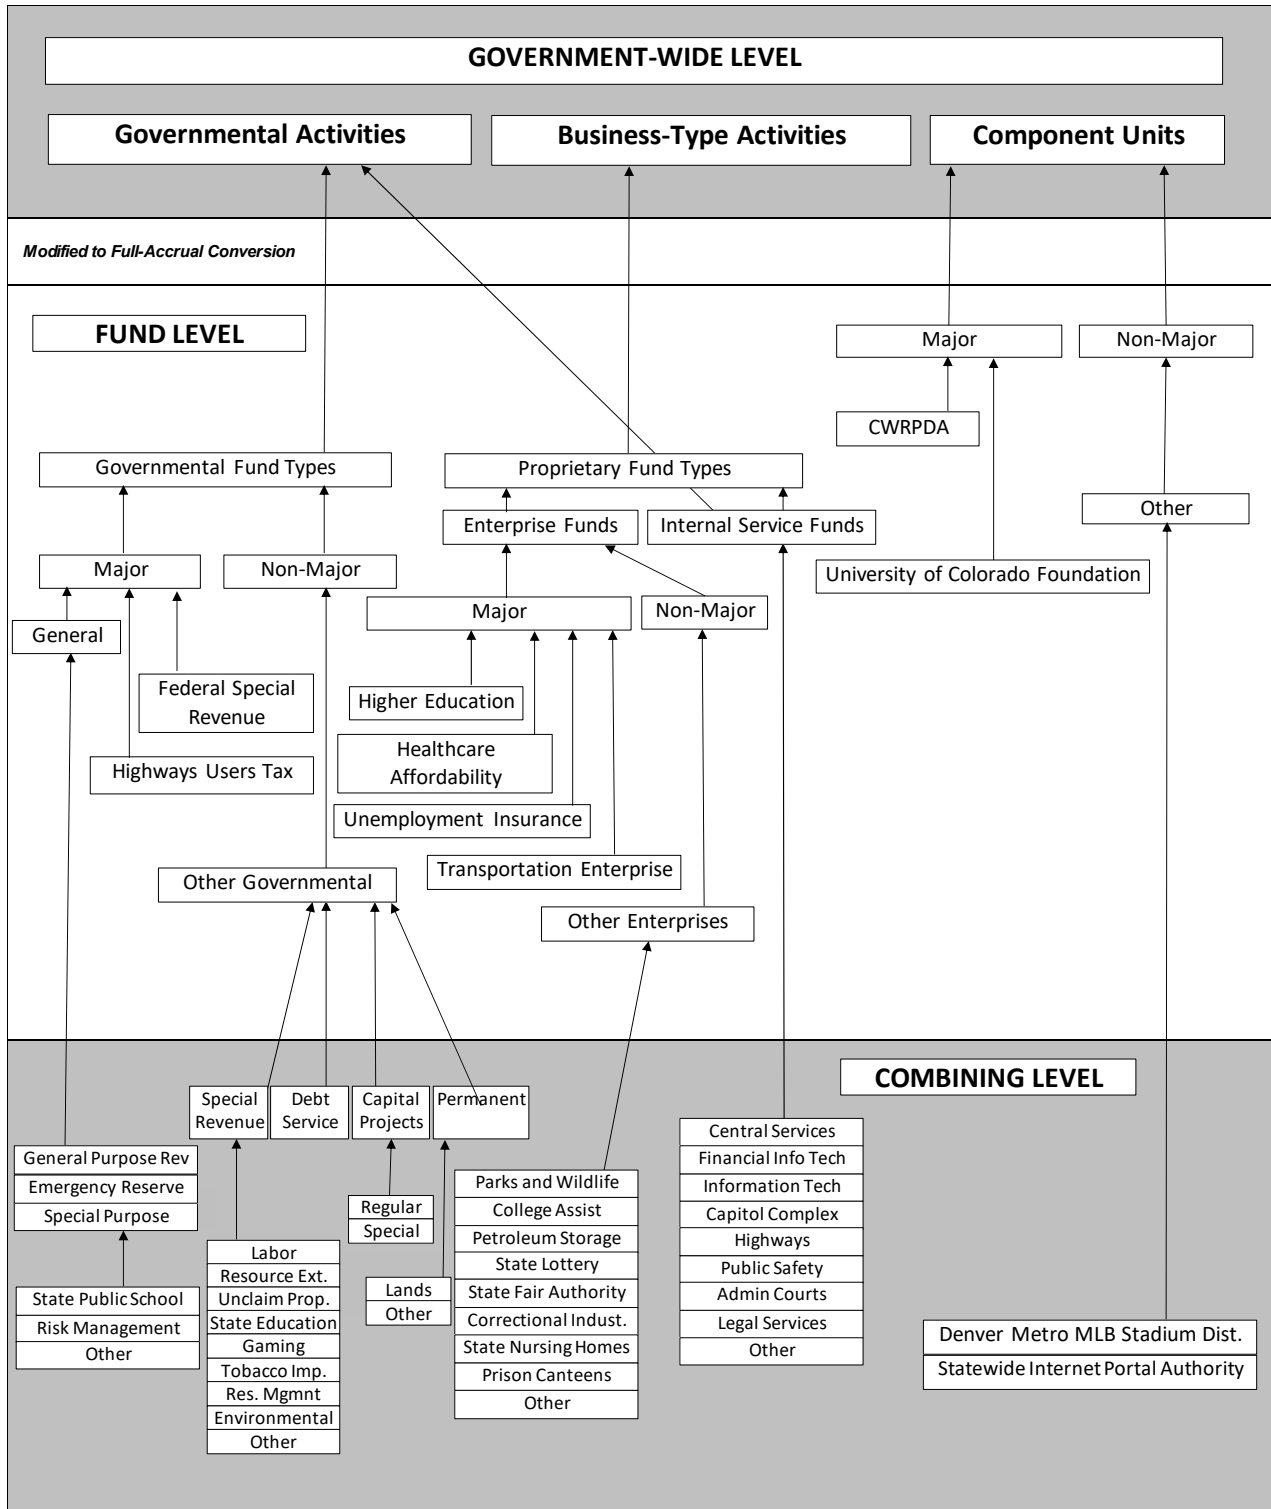 GOVERNMENT-WIDE LEVEL
Governmental Activities
Business-Type Activities
Component Units
Modified to Full-Accrual Conversion
FUND LEVEL
Major
Non-Major
CWRPDA
Governmental Fund Types
Proprietary Fund Types
Other
Enterprise Funds
Internal Service Funds
Major
Non-Major
University of Colorado Foundation
Major
Non-Major
General
Federal Special
Revenue
Higher Education
Healthcare
Affordability
Highways Users Tax
Unemployment Insurance
Transportation Enterprise
Other Governmental
Other Enterprises
COMBINING LEVEL
Special
Revenue
Debt
Service
Capital
Projects
Permanent
General Purpose Rev
Emergency Reserve
Special Purpose
State Public School
Risk Management
Other
Labor
Resource Ext.
Unclaim Prop.
State Education
Gaming
Tobacco Imp.
Res. Mgmnt
Environmental
Other
Regular
Special
Lands
Other
Parks and Wildlife
College Assist
Petroleum Storage
State Lottery
State Fair Authority
Correctional Indust.
State Nursing Homes
Prison Canteens
Other
Central Services
Financial Info Tech
Information Tech
Capitol Complex
Highways
Public Safety
Admin Courts
Legal Services
Other
Denver Metro MLB Stadium Dist.
Statewide Internet Portal Authority